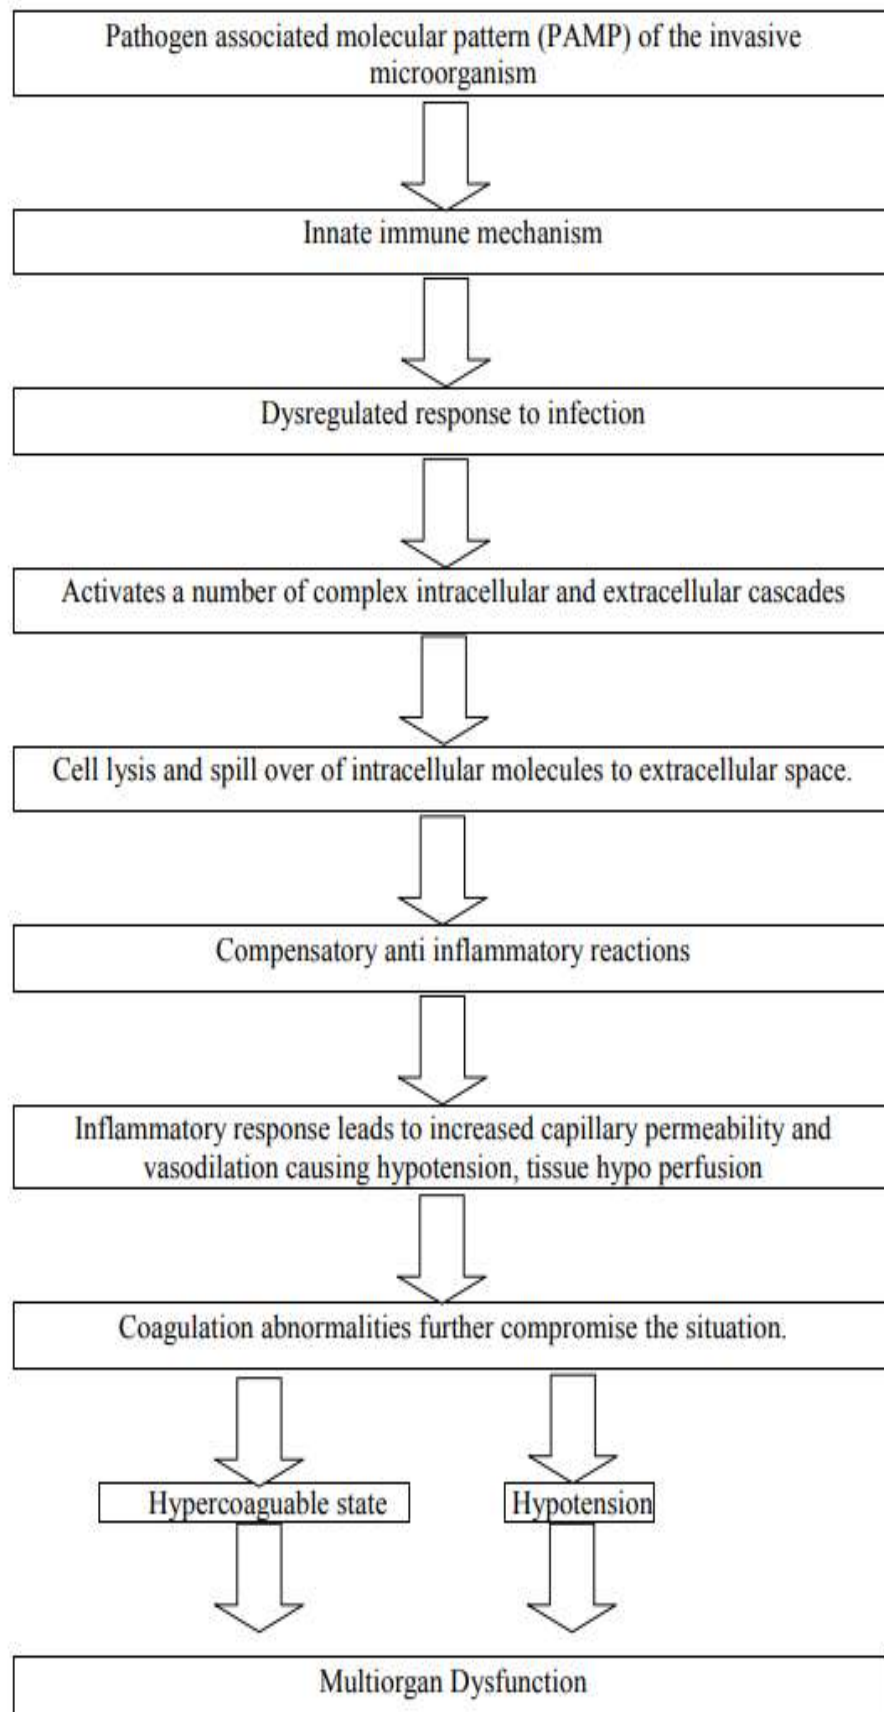 Pathogen associated molecular pattern (PAMP) of the invasive
microorganism
Innate immune mechanism
Dysregulated response to infection
Activates a number of complex intracellular and extracellular cascades
Cell lysis and spill over of intracellular molecules to extracellular space.
Compensatory anti inflammatory reactions
Inflammatory response leads to increased capillary permeability and
vasodilation causing hypotension, tissue hypo perfusion
Coagulation abnormalities further compromise the situation.
Hypercoaguable state
Hypotension
Multiorgan Dysfunction